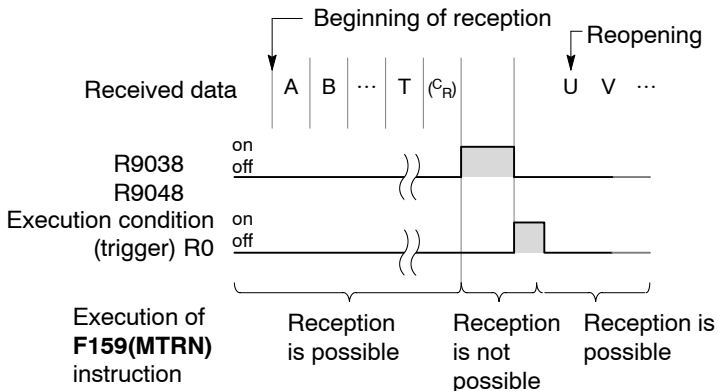 Beginning of reception
Reopening
Received data A B ⋯ T (CR) U V ⋯
on
off
R9038
R9048
Execution condition
(trigger) R0
on
off
Execution of
F159(MTRN)
instruction
Reception
is possible
Reception
is not
possible
Reception is
possible